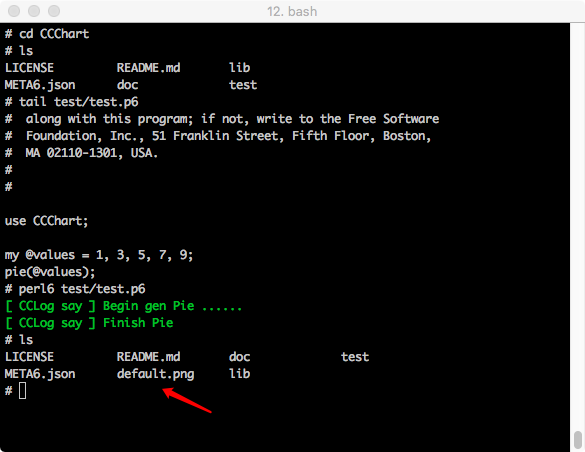 12. bash
# cd CCChart
# ls
LICENSE README.md lib
META6.json doc test
# tail test/test.p6
# along with this program; if not, write to the Free Software
# Foundation, Inc., 51 Franklin Street, Fifth Floor, Boston,
# MA 02110-1301, USA.
#
#
use CCChart;
my @values = 1, 3, 5, 7, 9;
pie(@values);
# perl6 test/test.p6
[ CCLog say ] Begin gen Pie ......
[ CCLog say ] Finish Pie
# ls
LICENSE README.md doc test
META6.json default.png lib
#